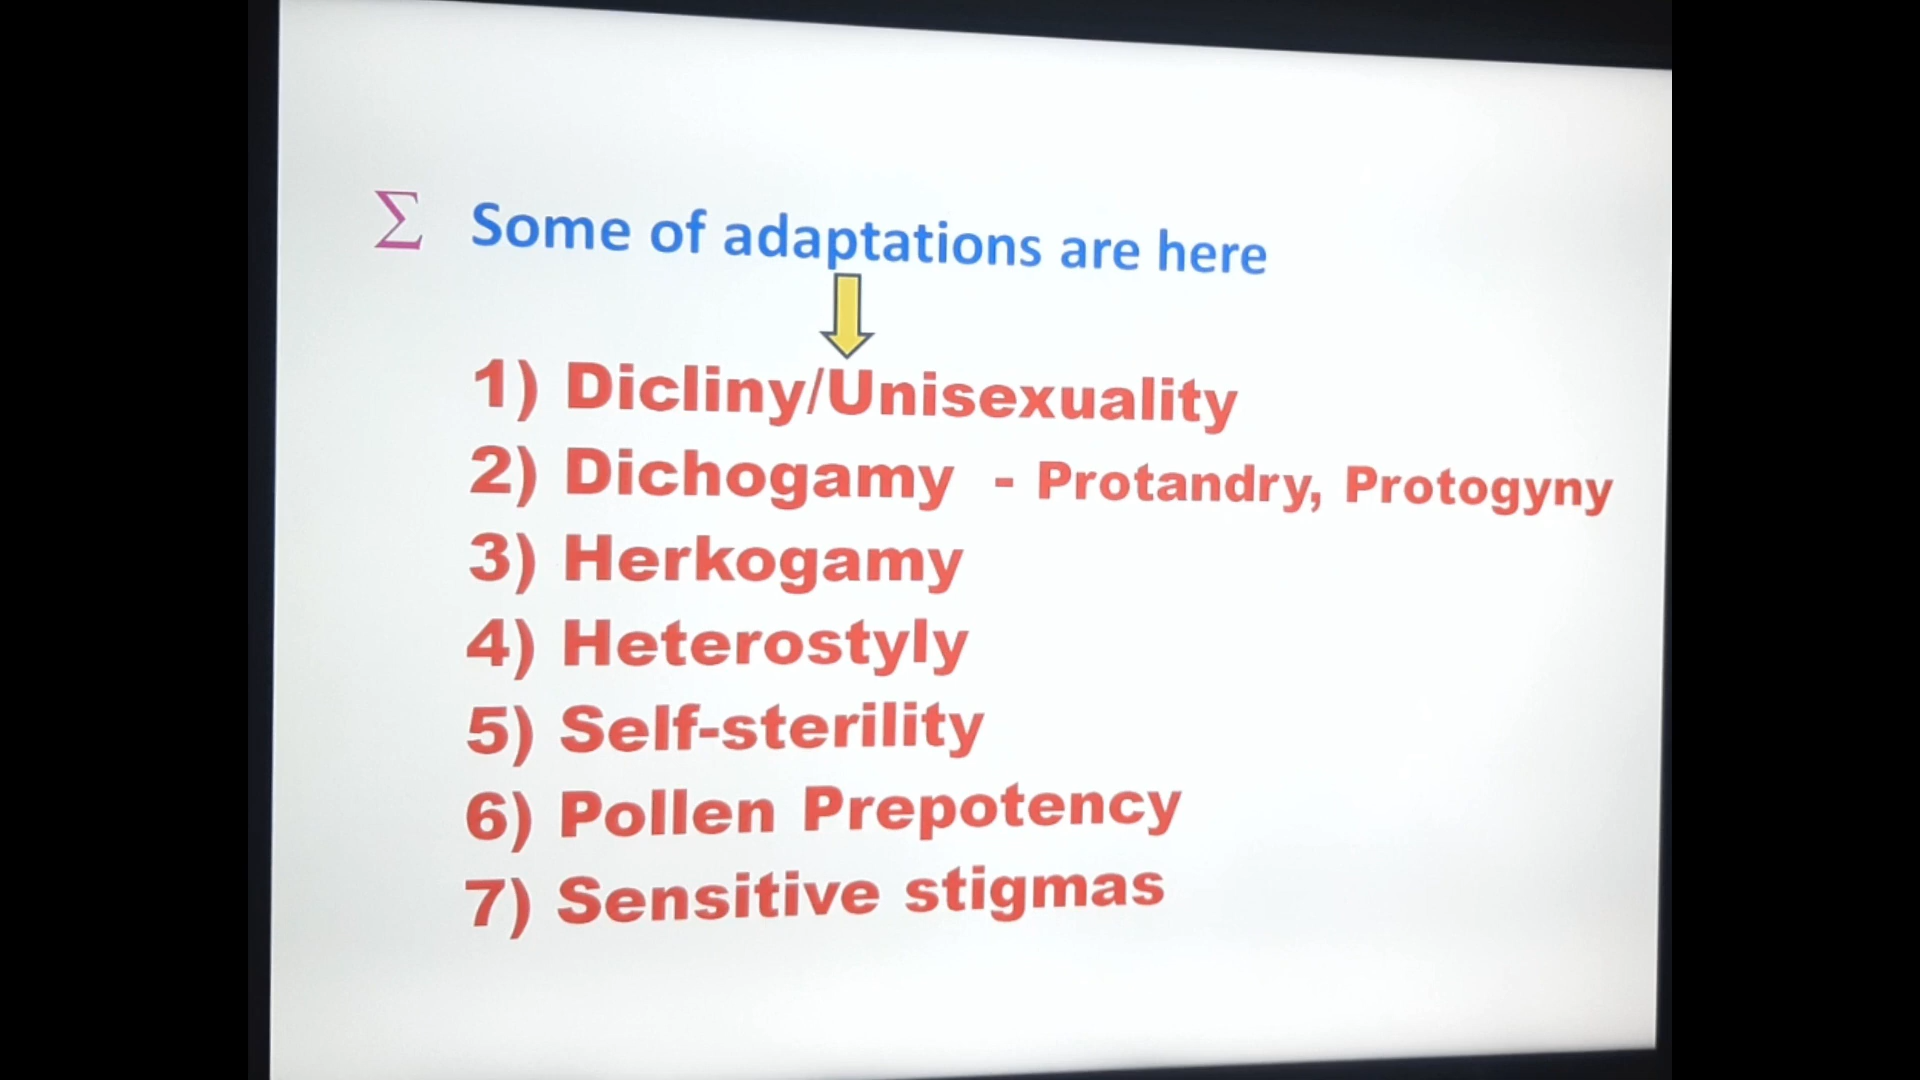 Σ Some of adaptations are here
1) Dicliny/Unisexuality
2) Dichogamy - Protandry, Protogyny
3) Herkogamy
4) Heterostyly
5) Self-sterility
6) Pollen Prepotency
7) Sensitive stigmas